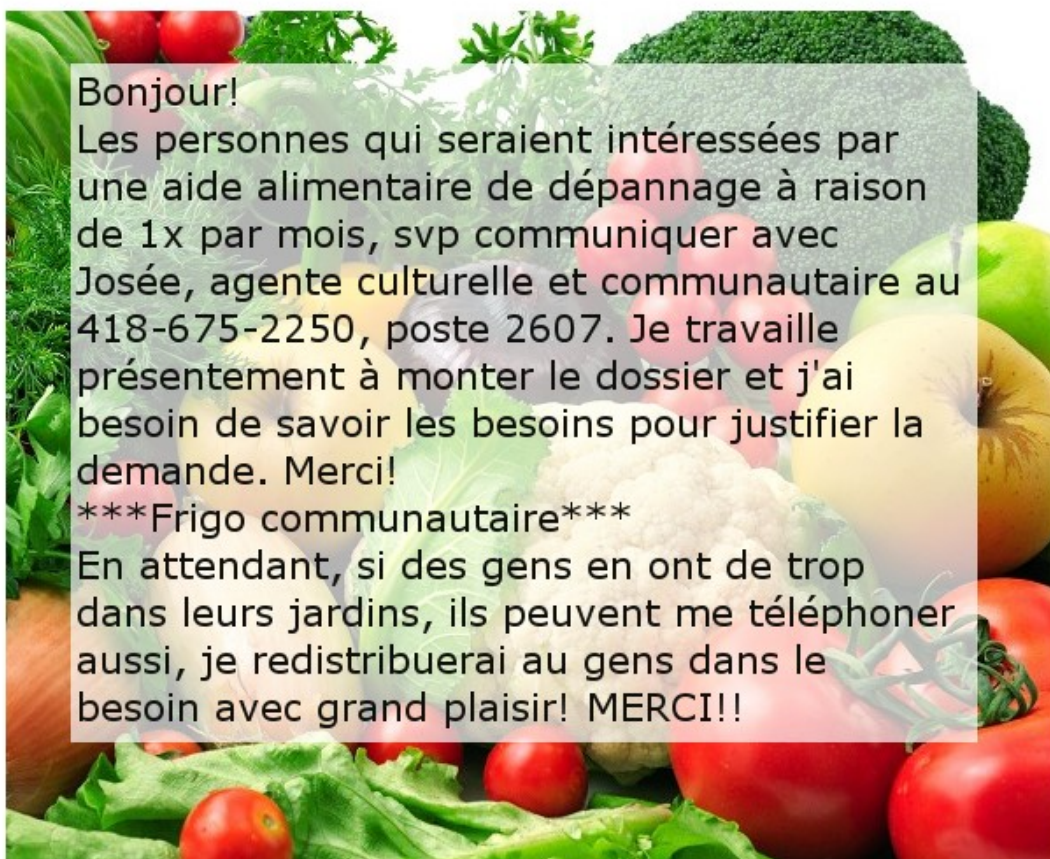 Bonjour!
Les personnes qui seraient intéressées par
une aide alimentaire de dépannage à raison
de 1x par mois, svp communiquer avec
Josée, agente culturelle et communautaire au
418-675-2250, poste 2607. Je travaille
présentement à monter le dossier et j'ai
besoin de savoir les besoins pour justifier la
demande. Merci!
***Frigo communautaire***
En attendant, si des gens en ont de trop
dans leurs jardins, ils peuvent me téléphoner
aussi, je redistribuerai au gens dans le
besoin avec grand plaisir! MERCI!!